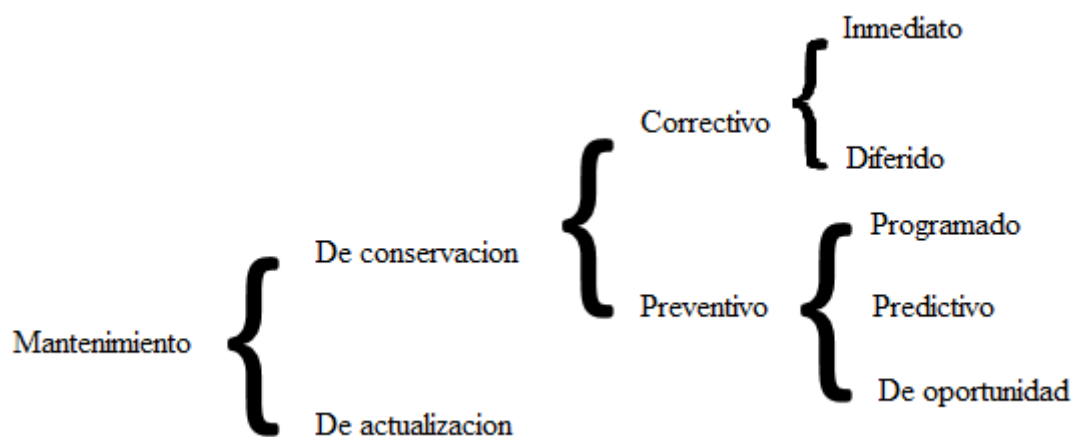 Inmediato
Correctivo
Diferido
Programado
De conservacion
Preventivo
Predictivo
Mantenimiento
De oportunidad
De actualizacion